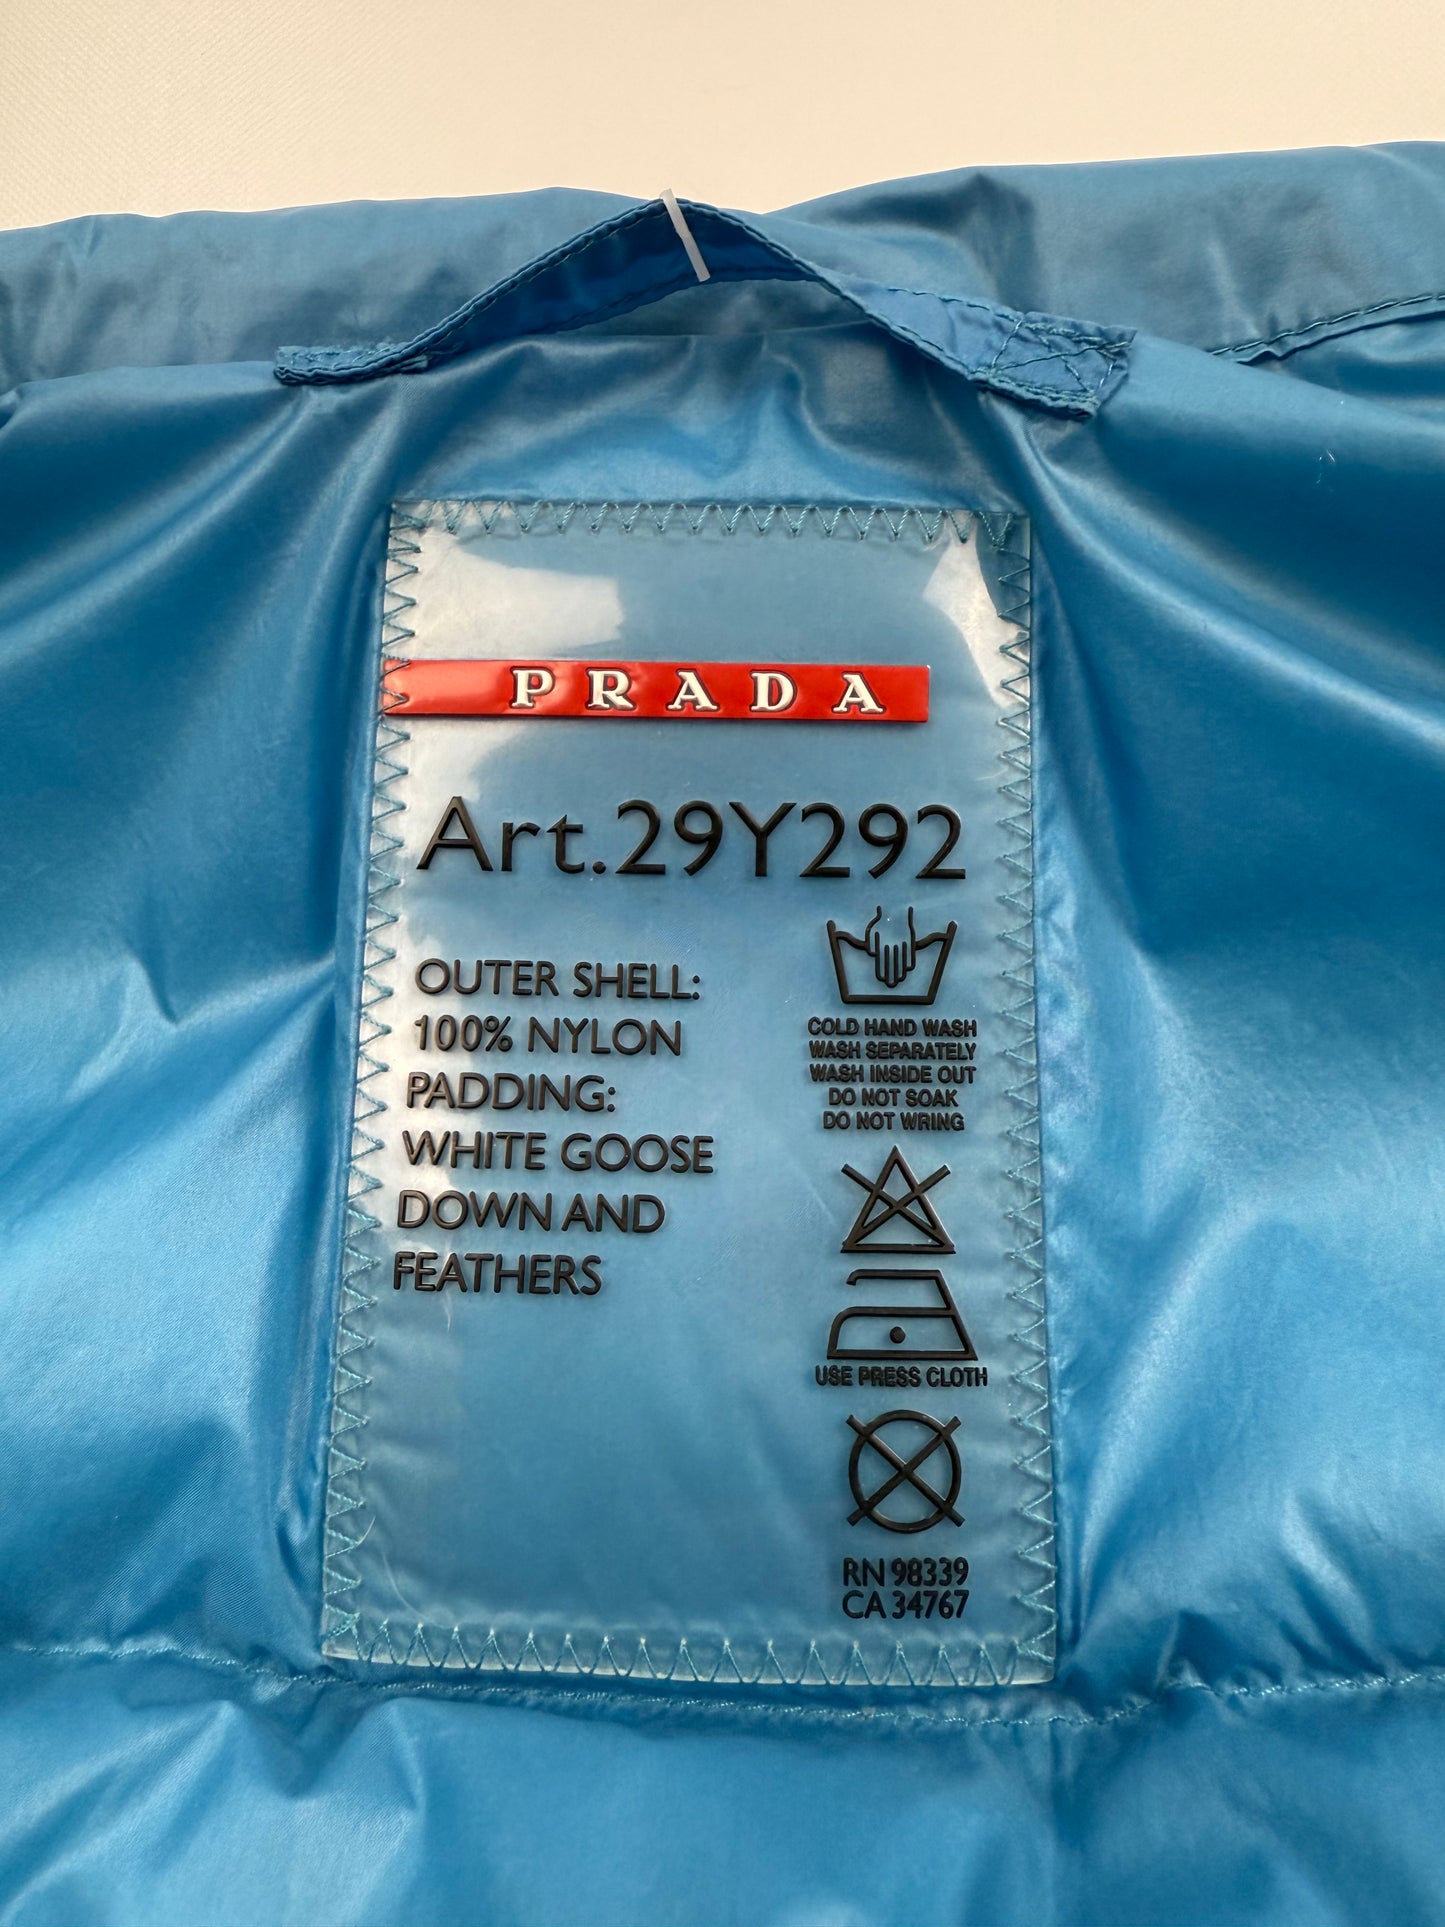 PRADA
Art.29Y292
OUTER SHELL:
100% NYLON
PADDING:
WHITE GOOSE
DOWN AND
FEATHERS
COLD HAND WASH
WASH SEPARATELY
WASH INSIDE OUT
DO NOT SOAK
DO NOT WRING
USE PRESS CLOTH
RN 98339
CA 34767